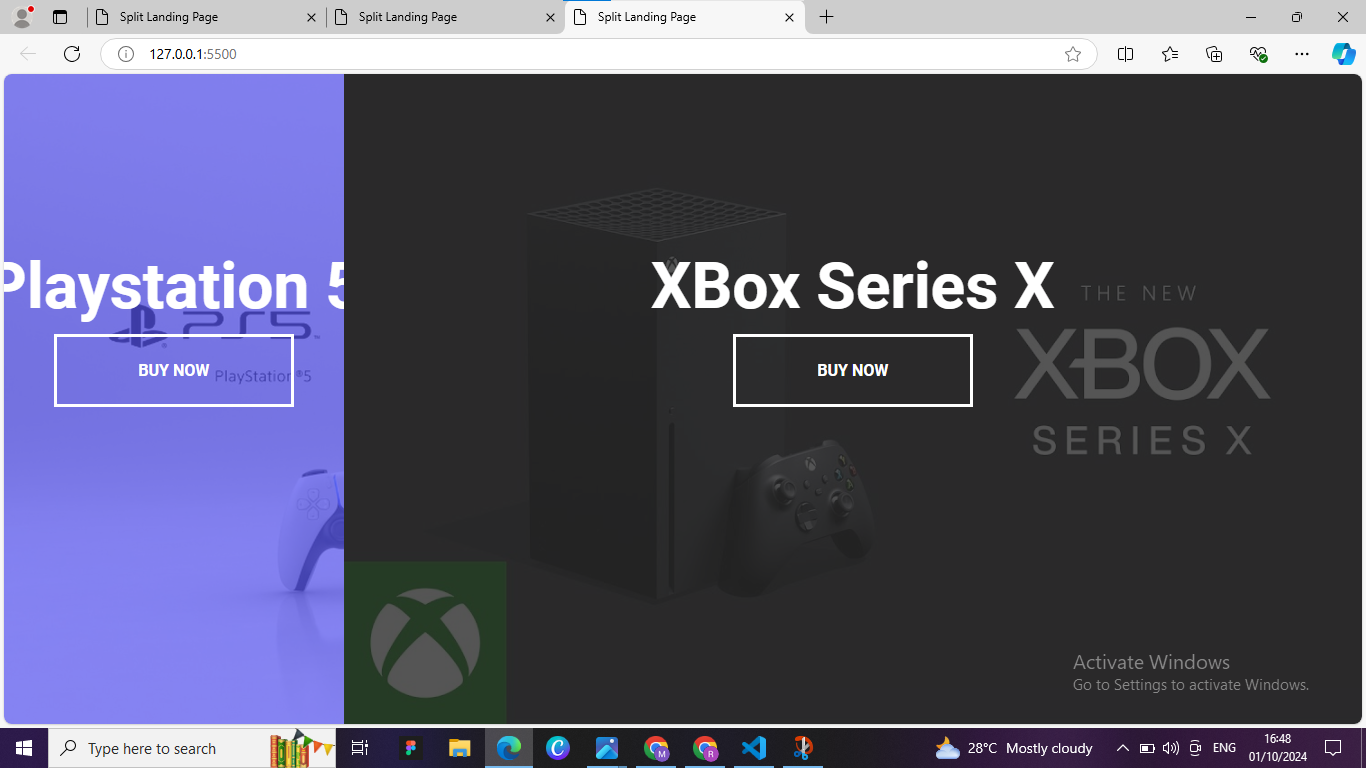 Split Landing Page
Split Landing Page
Split Landing Page
127.0.0.1:5500
Playstation 5
PS5.
BUY NOW
PlayStation®5
XBox Series X
BUY NOW
THE NEW
XBOX
SERIES X
Activate Windows
Go to Settings to activate Windows.
Type here to search
M
R
28°C Mostly cloudy
ENG
16:48
01/10/2024